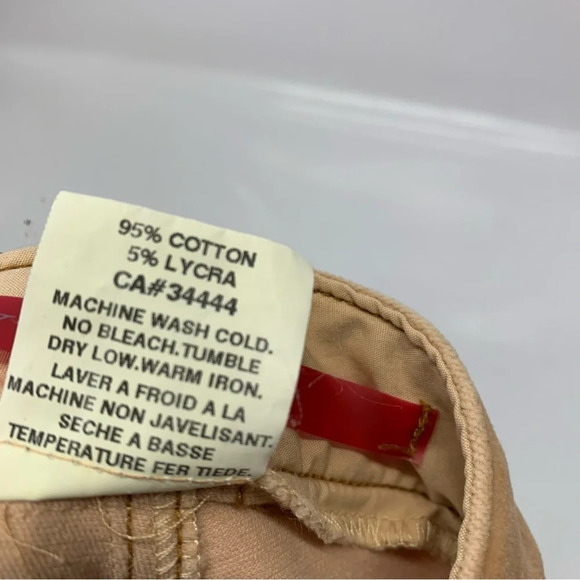 95% COTTON
5% LYCRA
CA#34444
MACHINE WASH COLD.
NO BLEACH.TUMBLE
DRY LOW.WARM IRON.
LAVER A FROID A LA
MACHINE NON JAVELISANT.
SECHE A BASSE
TEMPERATURE FER TIEDE.